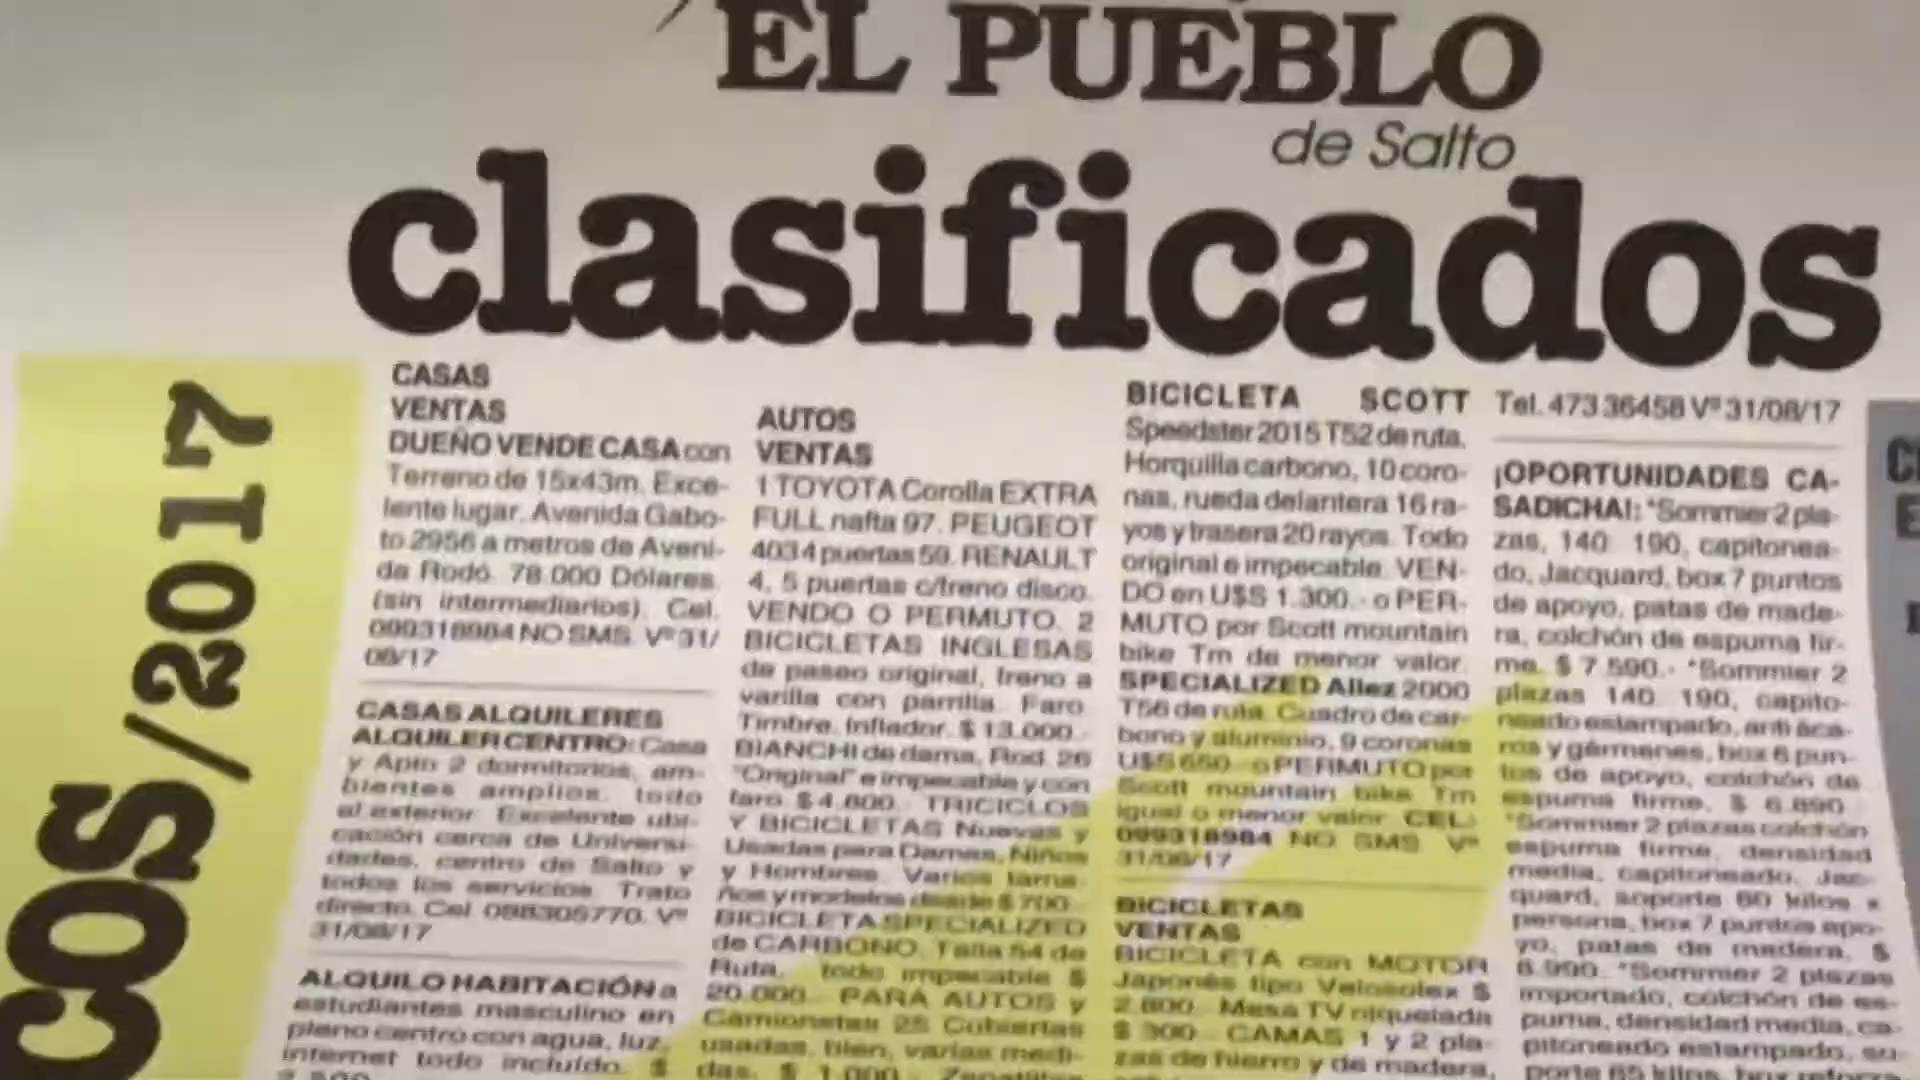 EL PUEBLO
de Salto
clasificados
COS/2017
CASAS
VENTAS
DUEÑO VENDE CASA con
Terreno de 15x43m. Exce-
lente lugar. Avenida Gabo-
to 2956 a metros de Aveni-
da Rodó. 78.000 Dólares.
(sin intermediarios). Cel.
099318984 NO SMS. Vº 31/
08/17
CASAS ALQUILERES
ALQUILER CENTRO: Casa
y Apto 2 dormitorios, am-
bientes amplios, todo
al exterior. Excelente ubi-
cación cerca de Universi-
dades, centro de Salto y
todos los servicios. Trato
directo. Cel 098305770. Vº
31/08/17
ALQUILO HABITACIÓN a
estudiantes masculino en
pleno centro con agua, luz,
internet todo incluído. $
AUTOS
VENTAS
1 TOYOTA Corolla EXTRA
FULL nafta 97. PEUGEOT
403 4 puertas 59. RENAULT
4, 5 puertas c/freno disco.
VENDO O PERMUTO. 2
BICICLETAS INGLESAS
de paseo original, freno a
varilla con parrilla. Faro.
Timbre. Inflador. $ 13.000.-
BIANCHI de dama, Rod. 26
"Original" e impecable y con
faro $ 4.800.- TRICICLOS
Y BICICLETAS Nuevas y
Usadas para Damas, Niños
y Hombres. Varios tama-
ños y modelos desde $ 700.-
BICICLETA SPECIALIZED
de CARBONO, Talla 54 de
Ruta, todo impecable $
20.000.- PARA AUTOS y
Camionetas 25 Cubiertas
usadas, bien, varias medi-
das. $ 1.000.-
BICICLETA SCOTT
Speedster 2015 T52 de ruta.
Horquilla carbono, 10 coro-
nas, rueda delantera 16 ra-
yos y trasera 20 rayos. Todo
original e impecable. VEN-
DO en U$S 1.300.- o PER-
MUTO por Scott mountain
bike Tm de menor valor.
SPECIALIZED Allez 2000
T56 de ruta. Cuadro de car-
bono y aluminio, 9 coronas
U$S 650.- o PERMUTO por
Scott mountain bike Tm
igual o menor valor. CEL:
099318984 NO SMS Vº
31/08/17
BICICLETAS
VENTAS
BICICLETA con MOTOR
Japonés tipo Velosolex $
2.800.- Mesa TV niquelada
$ 300.- CAMAS 1 y 2 pla-
zas de hierro y de madera,
Tel. 473 36458 Vº 31/08/17
¡OPORTUNIDADES CA-
SADICHA!: *Sommier 2 pla-
zas, 140 190, capitonea-
do, Jacquard, box 7 puntos
de apoyo, patas de made-
ra, colchón de espuma fir-
me. $ 7.590.- *Sommier 2
plazas 140 190, capito-
neado estampado, anti áca-
ros y gérmenes, box 6 pun-
tos de apoyo, colchón de
espuma firme, $ 6.890.-
*Sommier 2 plazas colchón
espuma firme, densidad
media, capitoneado, Jac-
quard, soporte 60 kilos x
persona, box 7 puntos apo-
yo, patas de madera, $
6.990. *Sommier 2 plazas
importado, colchón de es-
puma, densidad media, ca-
pitoneado estampado, so-
porte 65 kilos, box